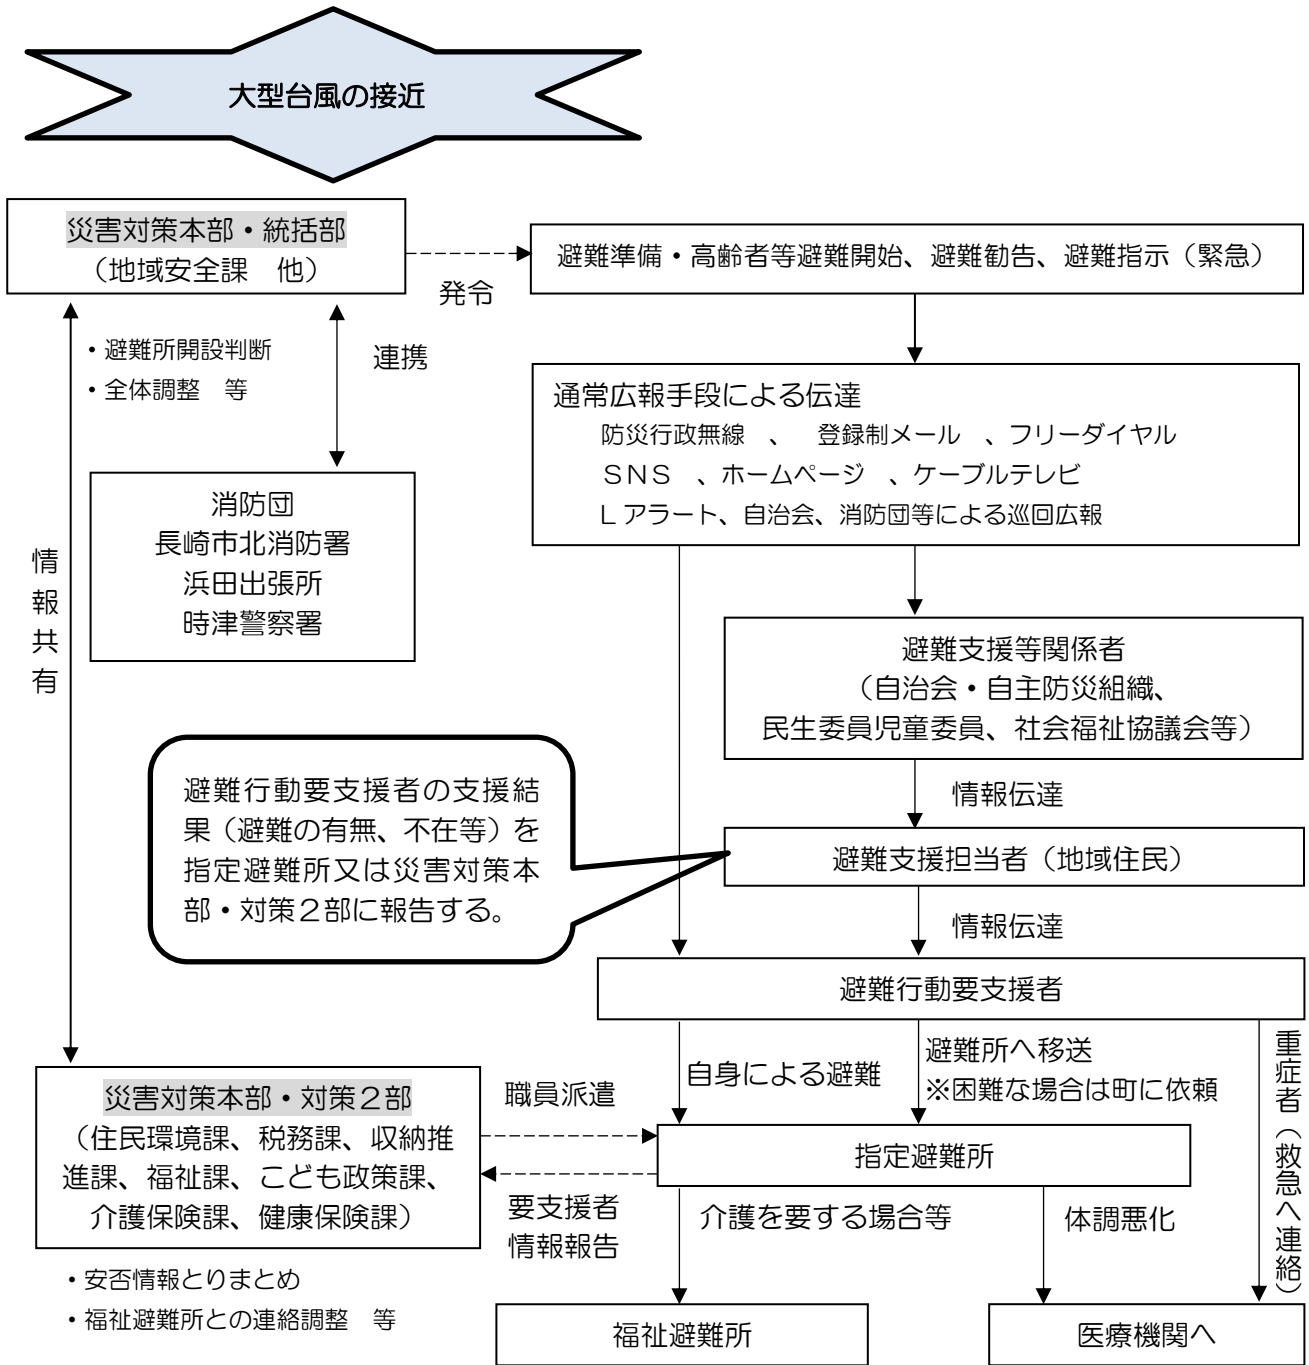 大型台風の接近
災害対策本部・統括部
（地域安全課　他）
発令
避難準備・高齢者等避難開始、避難勧告、避難指示（緊急）
・避難所開設判断
・全体調整　等
連携
通常広報手段による伝達
防災行政無線　、　登録制メール　、フリーダイヤル
ＳＮＳ　、ホームページ　、ケーブルテレビ
Ｌアラート、自治会、消防団等による巡回広報
消防団
長崎市北消防署
浜田出張所
時津警察署
情報共有
避難支援等関係者
（自治会・自主防災組織、
民生委員児童委員、社会福祉協議会等）
情報伝達
避難行動要支援者の支援結
果（避難の有無、不在等）を
指定避難所又は災害対策本
部・対策２部に報告する。
避難支援担当者（地域住民）
情報伝達
避難行動要支援者
自身による避難
避難所へ移送
※困難な場合は町に依頼
重症者（救急へ連絡）
災害対策本部・対策２部
（住民環境課、税務課、収納推
進課、福祉課、こども政策課、
介護保険課、健康保険課）
職員派遣
要支援者
情報報告
指定避難所
介護を要する場合等
体調悪化
・安否情報とりまとめ
・福祉避難所との連絡調整　等
福祉避難所
医療機関へ